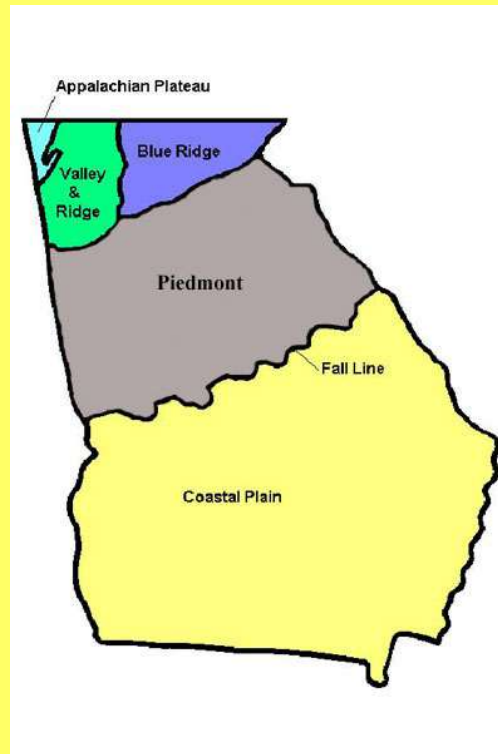 Appalachian Plateau
Blue Ridge
Valley
&
Ridge
Piedmont
Fall Line
Coastal Plain